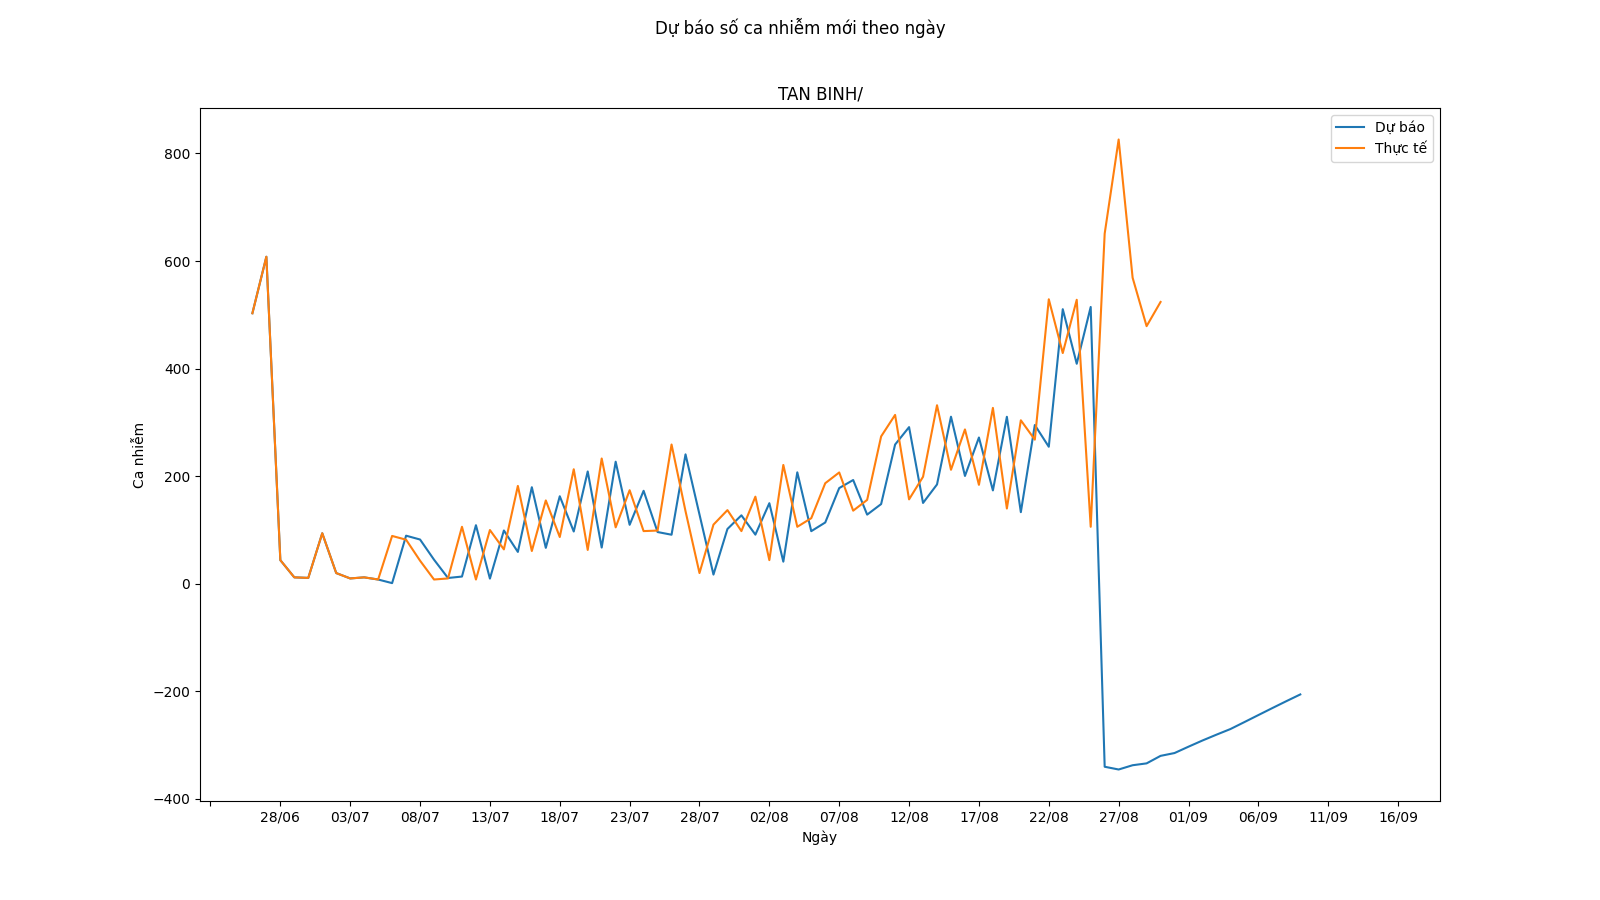 Dự báo số ca nhiễm mới theo ngày
TAN BINH/
Dự báo
Thực tế
800
600
400
200
0
−200
−400
Ca nhiễm
28/06 03/07 08/07 13/07 18/07 23/07 28/07 02/08 07/08 12/08 17/08 22/08 27/08 01/09 06/09 11/09 16/09
Ngày